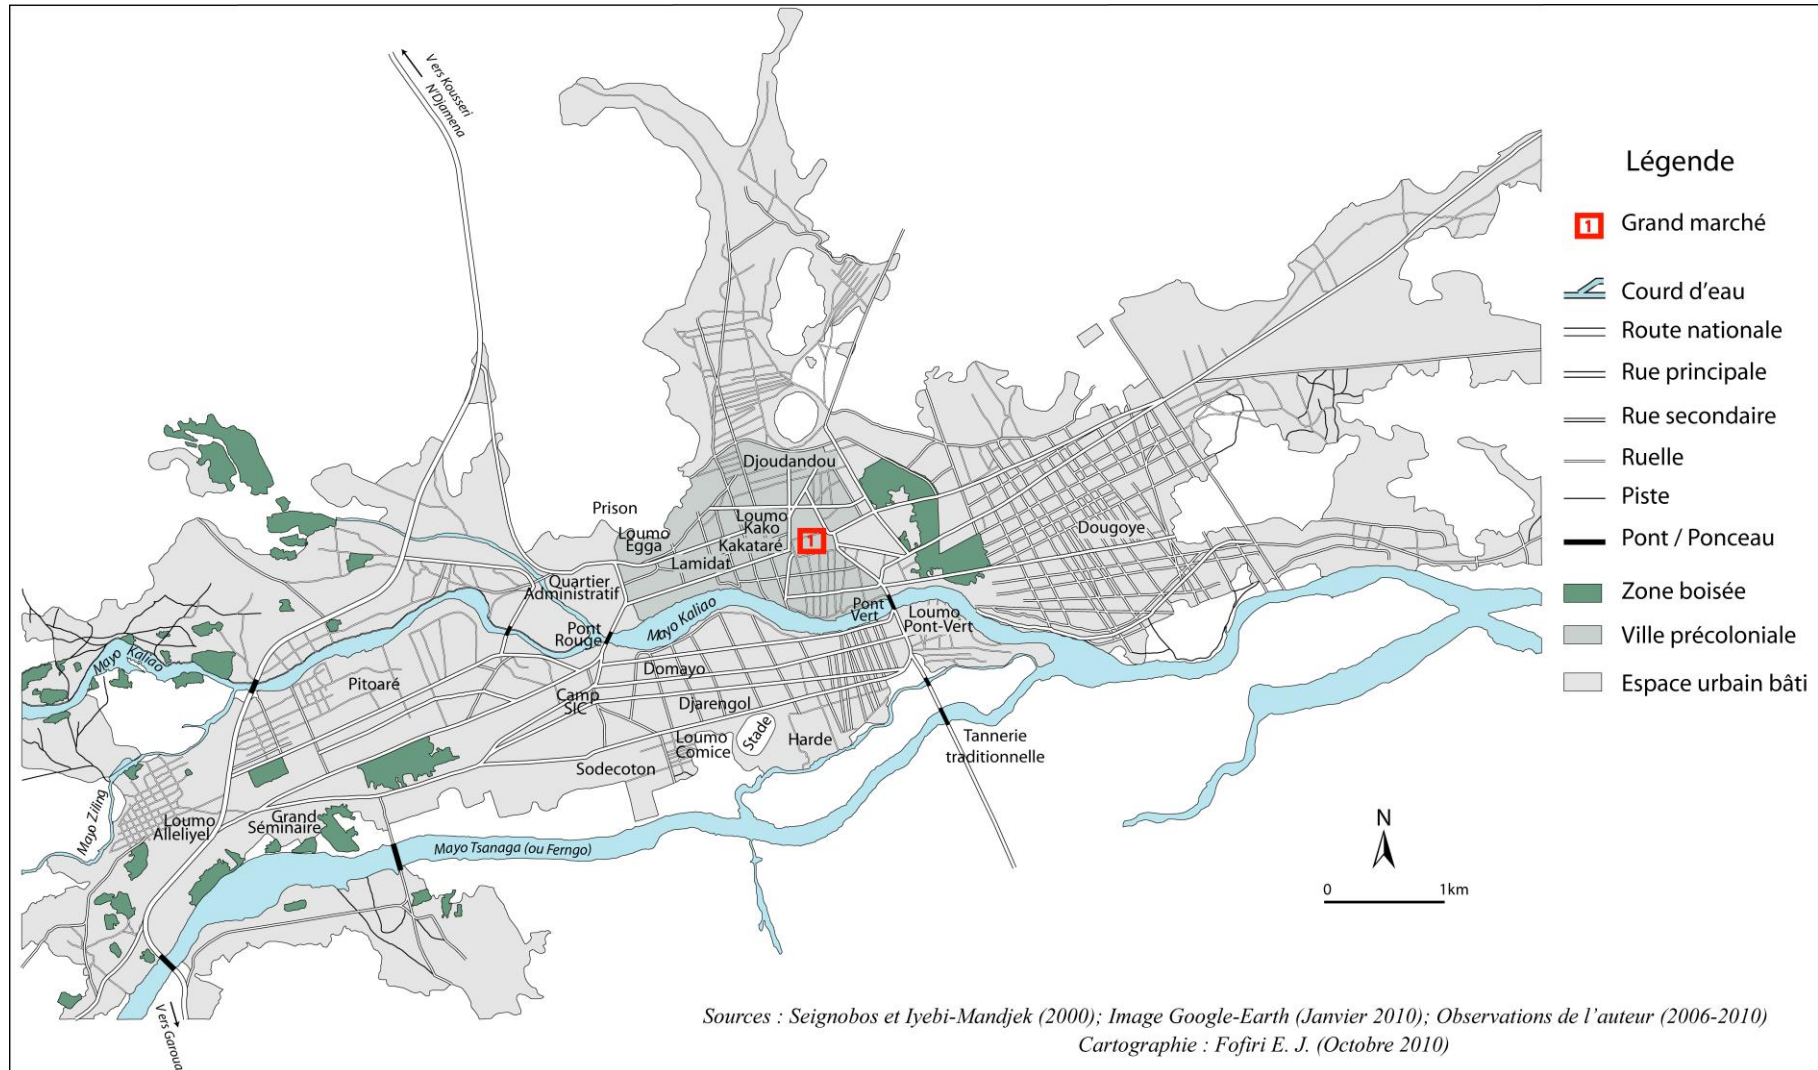 Vers Kousseri
N'Djamena
Légende
1
Grand marché
Courd d'eau
Route nationale
Rue principale
Rue secondaire
Ruelle
Piste
Pont / Ponceau
Zone boisée
Ville précoloniale
Espace urbain bâti
Djoudandou
Prison
Loumo
Egga
Loumo
Kako
Kakataré
1
Lamidat
Dougoye
Quartier
Administratif
Pont
Rouge
Mayo Kaliao
Pont
Vert
Loumo
Pont-Vert
Mayo Kaliao
Pitoaré
Domayo
Camp
SIC
Djarengol
Stade
Loumo
Comice
Harde
Tannerie
traditionnelle
Sodecoton
Mayo Ziling
Loumo
Alleliyel
Grand
Séminaire
Mayo Tsanaga (ou Ferngo)
N
0 1km
Vers Garoua
Sources : Seignobos et Iyebi-Mandjek (2000); Image Google-Earth (Janvier 2010); Observations de l'auteur (2006-2010)
Cartographie : Fofiri E. J. (Octobre 2010)